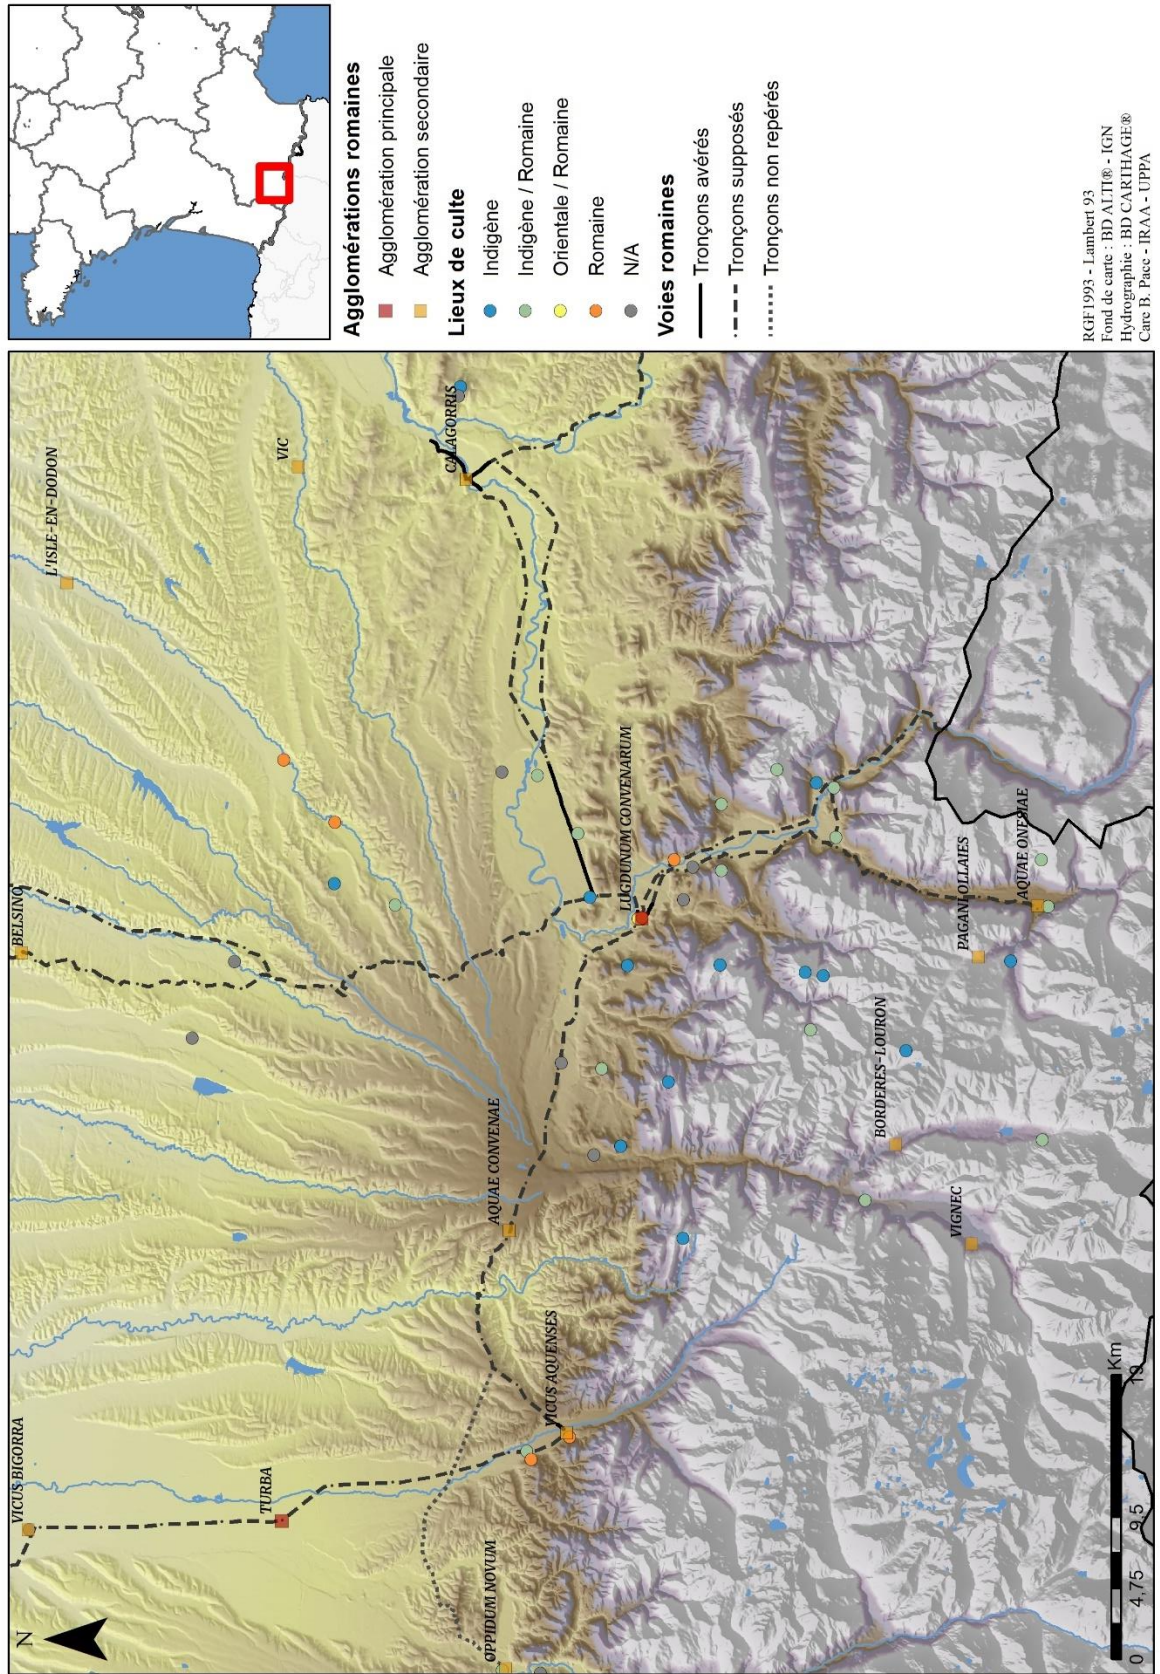 N
VICUS BIGORRA
BELSINO
L'ISLE-EN-DODON
TURBA
VIC
CALAGORRIS
OPPIDUM NOVUM
VICUS AQUENSES
AQUAE CONVENAE
LUGDUNUM CONVENARUM
VIGNEC
BORDERES-LOURON
PAGANI OLLAIES
AQUAE ONESIAE
0 4,75 9,5 19
Km
Agglomérations romaines
Agglomération principale
Agglomération secondaire
Lieux de culte
Indigène
Indigène / Romaine
Orientale / Romaine
Romaine
N/A
Voies romaines
Tronçons avérés
Tronçons supposés
Tronçons non repérés
RGF1993 - Lambert 93
Fond de carte : BD ALTI® - IGN
Hydrographie : BD CARTHAGE®
Care B. Pace - IRAA - UPPA